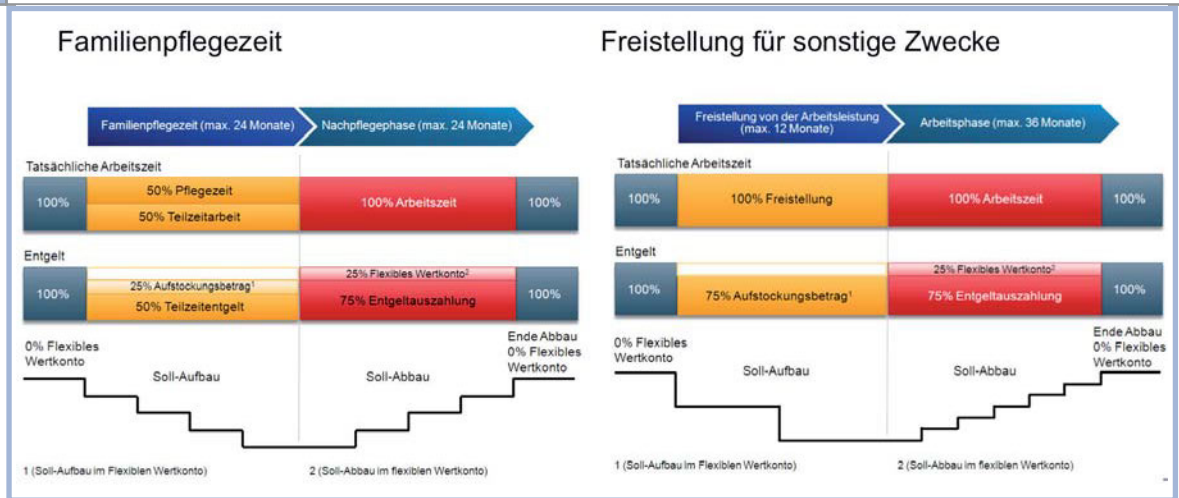 Familienpflegezeit
Familienpflegezeit (max. 24 Monate)
Nachpflegephase (max. 24 Monate)
Tatsächliche Arbeitszeit
100%
50% Pflegezeit
50% Teilzeitarbeit
100% Arbeitszeit
100%
Entgelt
100%
25% Aufstockungsbetrag¹
50% Teilzeitentgelt
25% Flexibles Wertkonto²
75% Entgeltauszahlung
100%
0% Flexibles
Wertkonto
Soll-Aufbau
Soll-Abbau
Ende Abbau
0% Flexibles
Wertkonto
1 (Soll-Aufbau im Flexiblen Wertkonto)
2 (Soll-Abbau im flexiblen Wertkonto)
Freistellung für sonstige Zwecke
Freistellung von der Arbeitsleistung
(max. 12 Monate)
Arbeitsphase (max. 36 Monate)
Tatsächliche Arbeitszeit
100%
100% Freistellung
100% Arbeitszeit
100%
Entgelt
100%
75% Aufstockungsbetrag¹
25% Flexibles Wertkonto²
75% Entgeltauszahlung
100%
0% Flexibles
Wertkonto
Soll-Aufbau
Soll-Abbau
Ende Abbau
0% Flexibles
Wertkonto
1 (Soll-Aufbau im Flexiblen Wertkonto)
2 (Soll-Abbau im flexiblen Wertkonto)